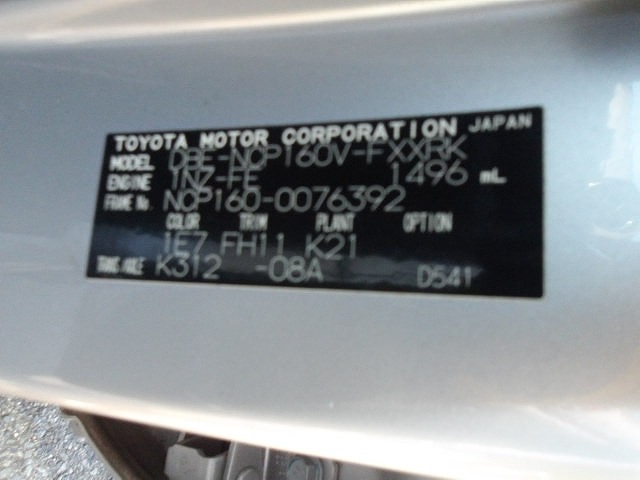 TOYOTA MOTOR CORPORATION JAPAN
MODEL DBE-NCP160V-FXXRK
ENGINE 1NZ-FE 1496 mL
FRAME No. NCP160-0076392
COLOR TRIM PLANT OPTION
1E7 FH11 K21
TRANS/AXLE K312 -08A D541